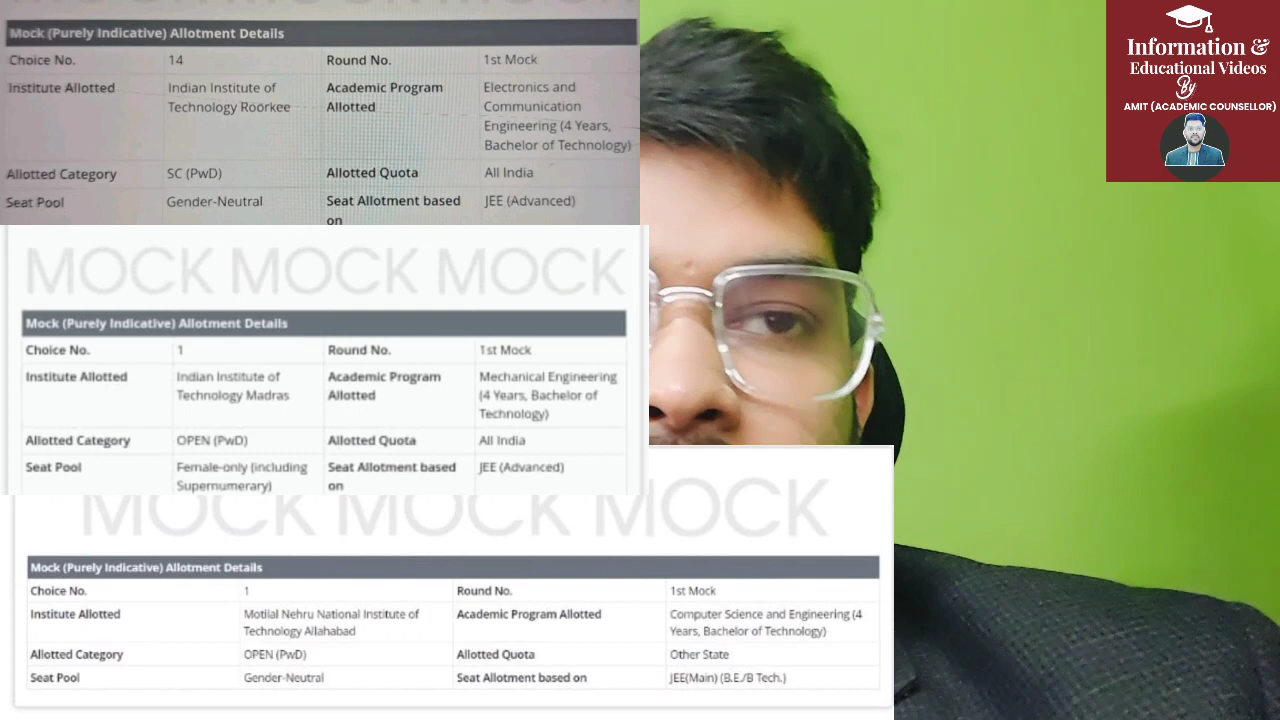 Mock (Purely Indicative) Allotment Details
Choice No. 14 Round No. 1st Mock
Institute Allotted Indian Institute of Academic Program Electronics and
Technology Roorkee Allotted Communication
Engineering (4 Years,
Bachelor of Technology)
Allotted Category SC (PwD) Allotted Quota All India
Seat Pool Gender-Neutral Seat Allotment based JEE (Advanced)
on
MOCK MOCK MOCK
Mock (Purely Indicative) Allotment Details
Choice No. 1 Round No. 1st Mock
Institute Allotted Indian Institute of Academic Program Mechanical Engineering
Technology Madras Allotted (4 Years, Bachelor of
Technology)
Allotted Category OPEN (PwD) Allotted Quota All India
Seat Pool Female-only (including Seat Allotment based JEE (Advanced)
Supernumerary) on
MOCK MOCK MOCK
Mock (Purely Indicative) Allotment Details
Choice No. 1 Round No. 1st Mock
Institute Allotted Motilal Nehru National Institute of Academic Program Allotted Computer Science and Engineering (4
Technology Allahabad Years, Bachelor of Technology)
Allotted Category OPEN (PwD) Allotted Quota Other State
Seat Pool Gender-Neutral Seat Allotment based on JEE(Main) (B.E./B Tech.)
Information &
Educational Videos
By
AMIT (ACADEMIC COUNSELLOR)